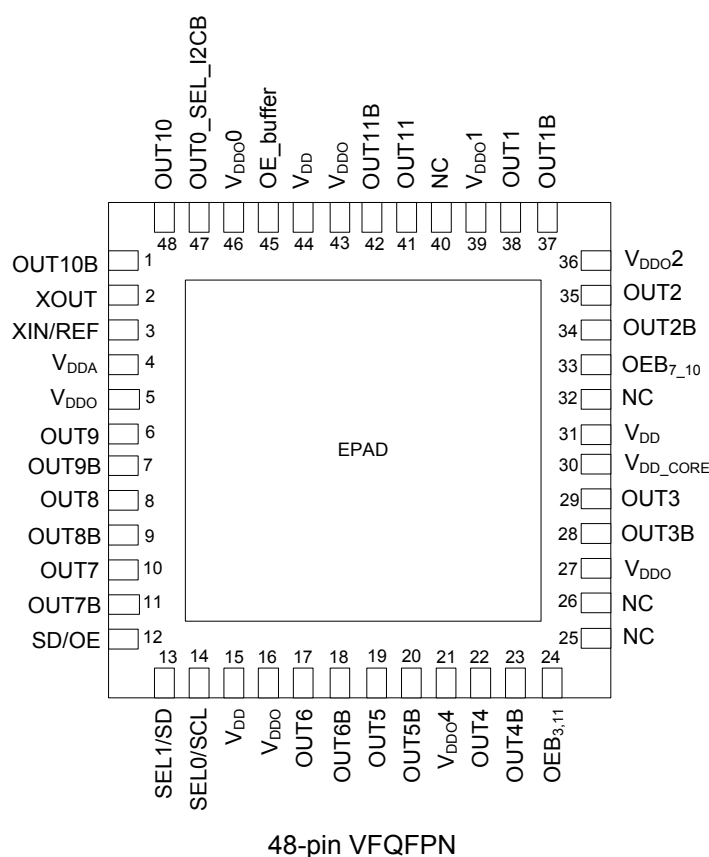 OUT10
OUT0_SEL_I2CB
VDDO0
OE_buffer
VDD
VDDO
OUT11B
OUT11
NC
VDDO1
OUT1
OUT1B
48 47 46 45 44 43 42 41 40 39 38 37
OUT10B 1
XOUT 2
XIN/REF 3
VDDA 4
VDDO 5
OUT9 6
OUT9B 7
OUT8 8
OUT8B 9
OUT7 10
OUT7B 11
SD/OE 12
EPAD
36 VDDO2
35 OUT2
34 OUT2B
33 OEB7_10
32 NC
31 VDD
30 VDD_CORE
29 OUT3
28 OUT3B
27 VDDO
26 NC
25 NC
13 14 15 16 17 18 19 20 21 22 23 24
SEL1/SD
SEL0/SCL
VDD
VDDO
OUT6
OUT6B
OUT5
OUT5B
VDDO4
OUT4
OUT4B
OEB3,11
48-pin VFQFPN